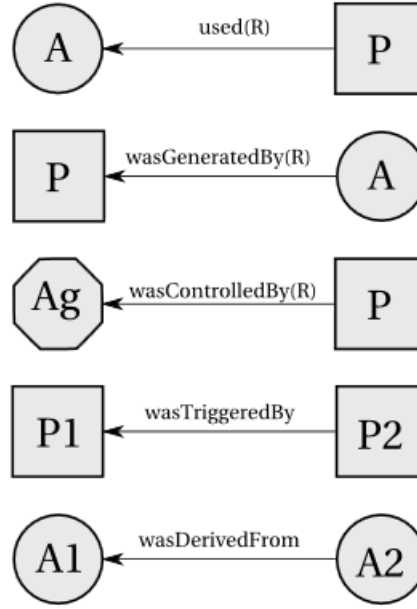 A used(R) P
P wasGeneratedBy(R) A
Ag wasControlledBy(R) P
P1 wasTriggeredBy P2
A1 wasDerivedFrom A2